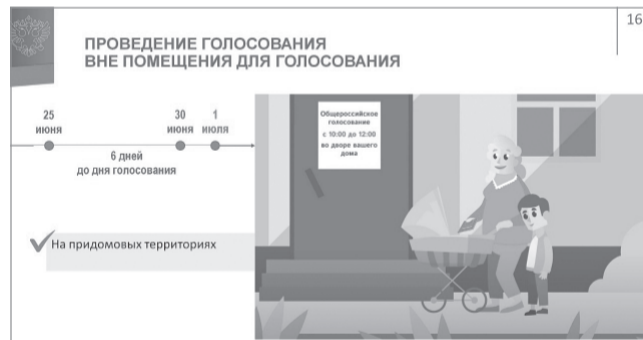 16
ПРОВЕДЕНИЕ ГОЛОСОВАНИЯ
ВНЕ ПОМЕЩЕНИЯ ДЛЯ ГОЛОСОВАНИЯ
25
июня
30
июня
1
июля
6 дней
до дня голосования
На придомовых территориях
Общероссийское
голосование
с 10:00 до 12:00
во дворе вашего
дома